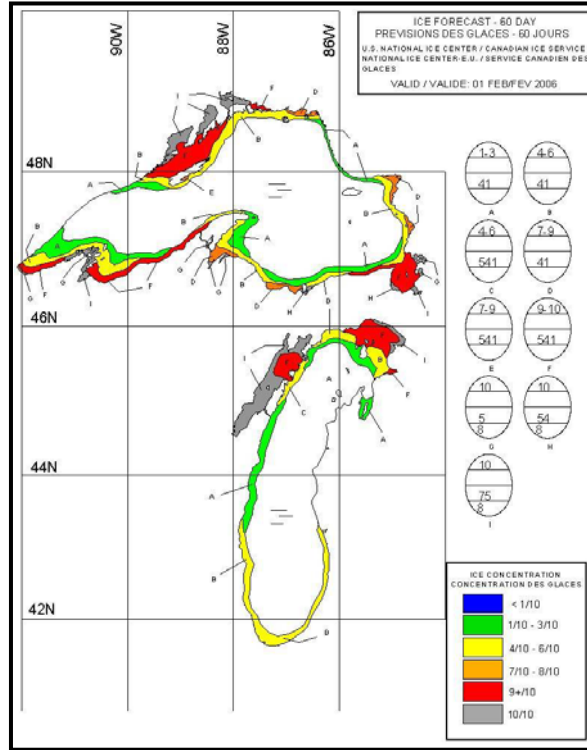 ICE FORECAST - 60 DAY
PREVISIONS DES GLACES - 60 JOURS
U.S. NATIONAL ICE CENTER / CANADIAN ICE SERVICE
NATIONAL ICE CENTER-E.U. / SERVICE CANADIEN DES
GLACES
VALID / VALIDE: 01 FEB/FEV 2006
90W
88W
86W
48N
46N
44N
42N
1-3
41
A
4-6
41
B
4-6
541
C
7-9
41
D
7-9
541
E
9-10
541
F
10
5
8
G
10
54
8
H
10
75
8
I
ICE CONCENTRATION
CONCENTRATION DES GLACES
< 1/10
1/10 - 3/10
4/10 - 6/10
7/10 - 8/10
9+/10
10/10